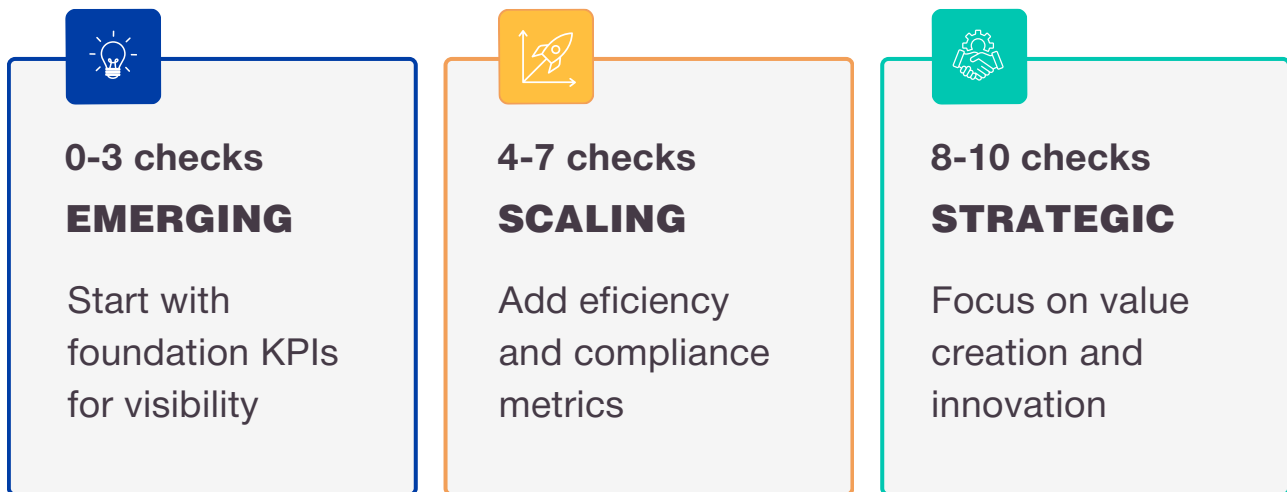 0-3 checks
EMERGING
Start with
foundation KPIs
for visibility
4-7 checks
SCALING
Add eficiency
and compliance
metrics
8-10 checks
STRATEGIC
Focus on value
creation and
innovation